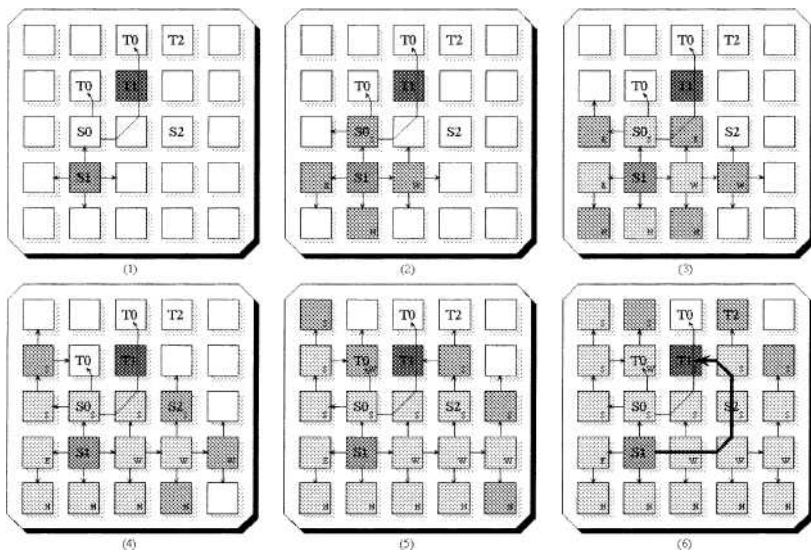 T0 T2
T0 T1
S0 S2
S1
(1)
T0 T2
T0 T1
S0 S2
S1 W
(2)
T0 T2
T0 T1
S0 S S2
E S1 W W
N
(3)
T0 T2
S T0 T1
S S0 S S S2 S
E S1 W W W
N N N N
(4)
S T0 T2
S T0 W T1 S
S S0 S S S2 S S
E S1 W W W
N N N N N
(5)
S S T0 T2
S T0 W T1 S S
S S0 S S S2 S
E S1 W W W
N N N N N
(6)